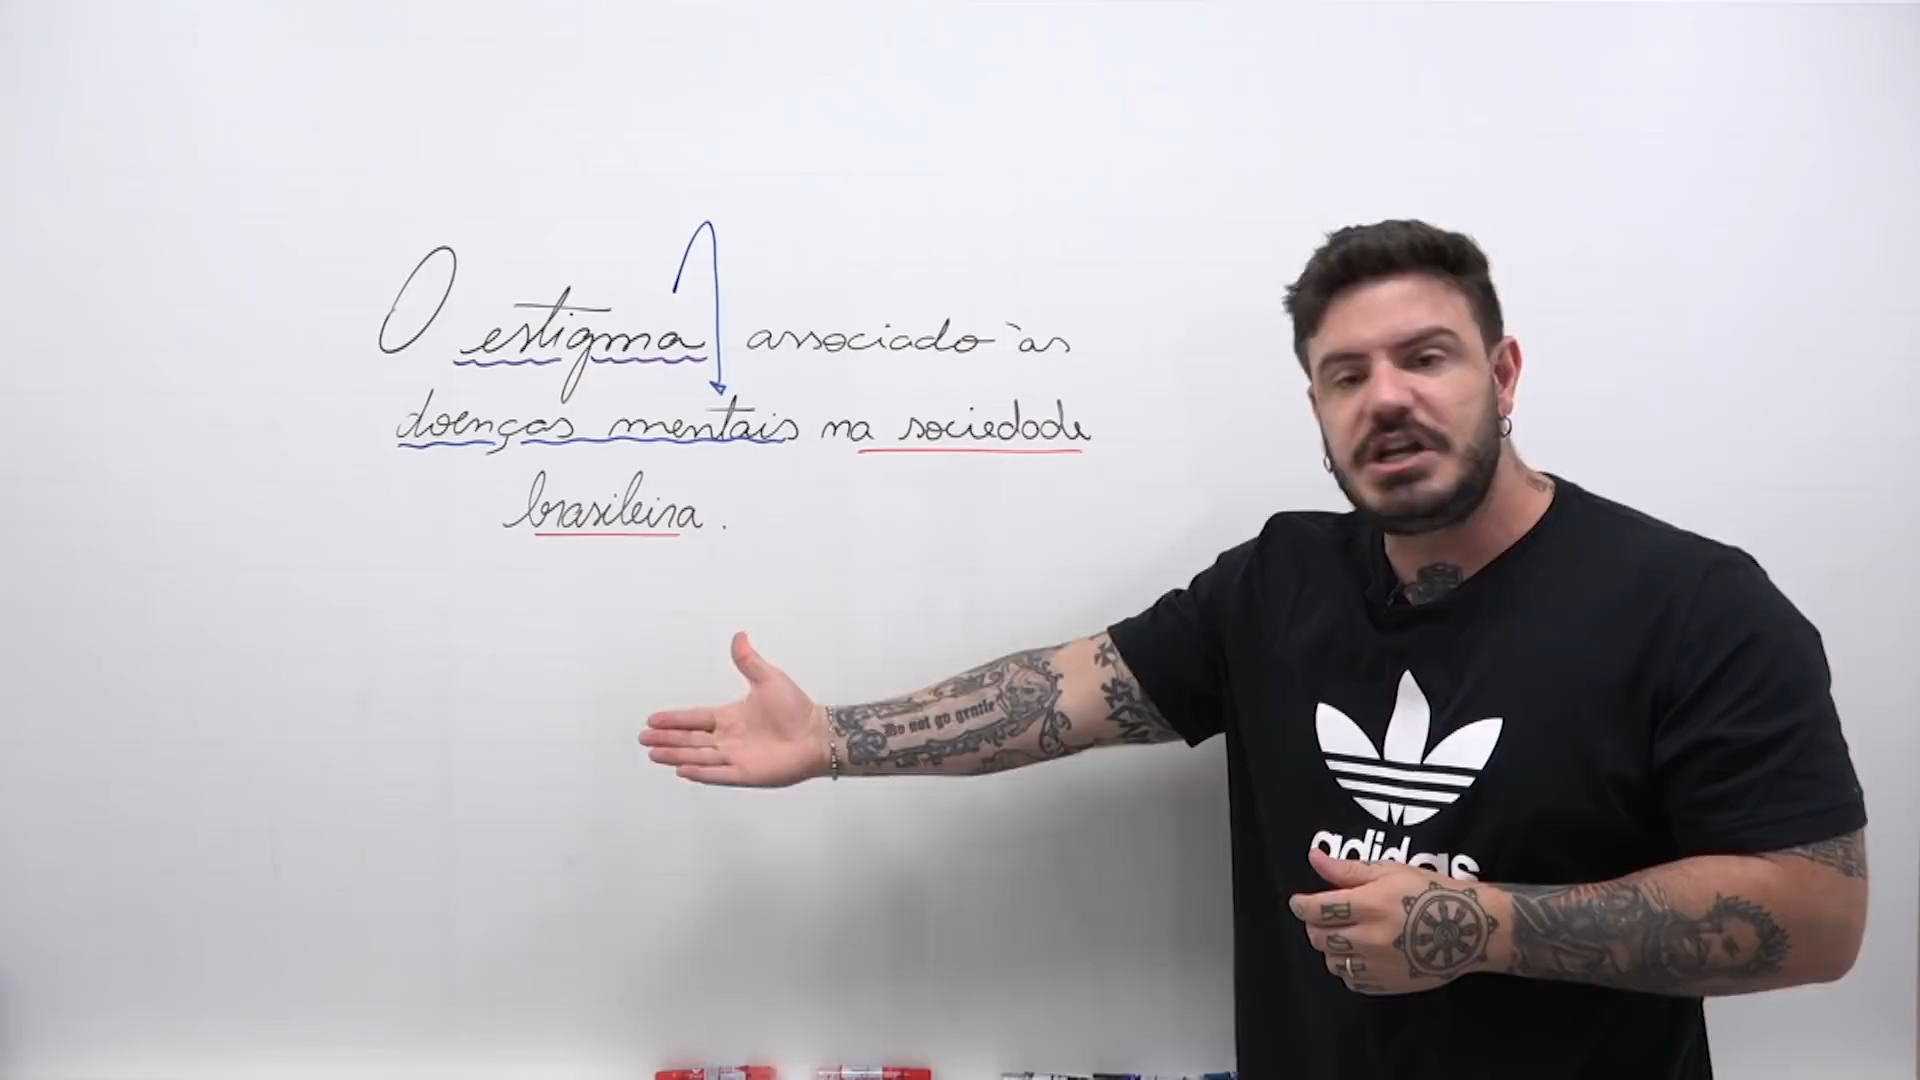 O estigma associado às
doenças mentais na sociedade
brasileira.
Do not go gentle
adidas